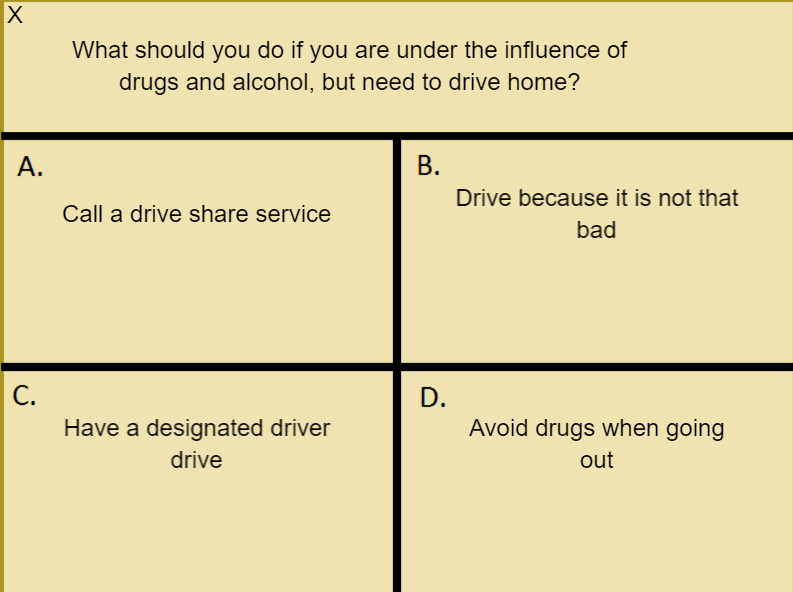 X
What should you do if you are under the influence of
drugs and alcohol, but need to drive home?
A.
Call a drive share service
B.
Drive because it is not that
bad
C.
Have a designated driver
drive
D.
Avoid drugs when going
out